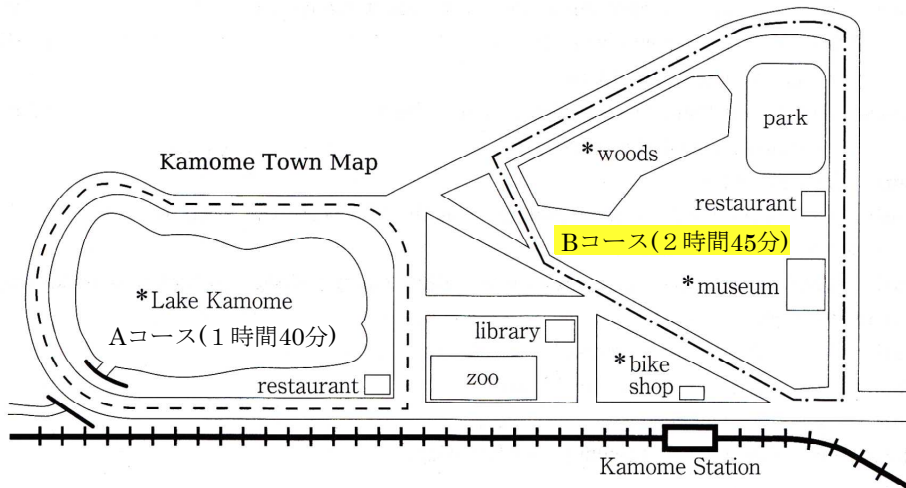 park
*woods
Kamome Town Map
restaurant
Bコース(２時間45分)
*museum
*Lake Kamome
Aコース(１時間40分)
library
*bike
shop
zoo
restaurant
Kamome Station